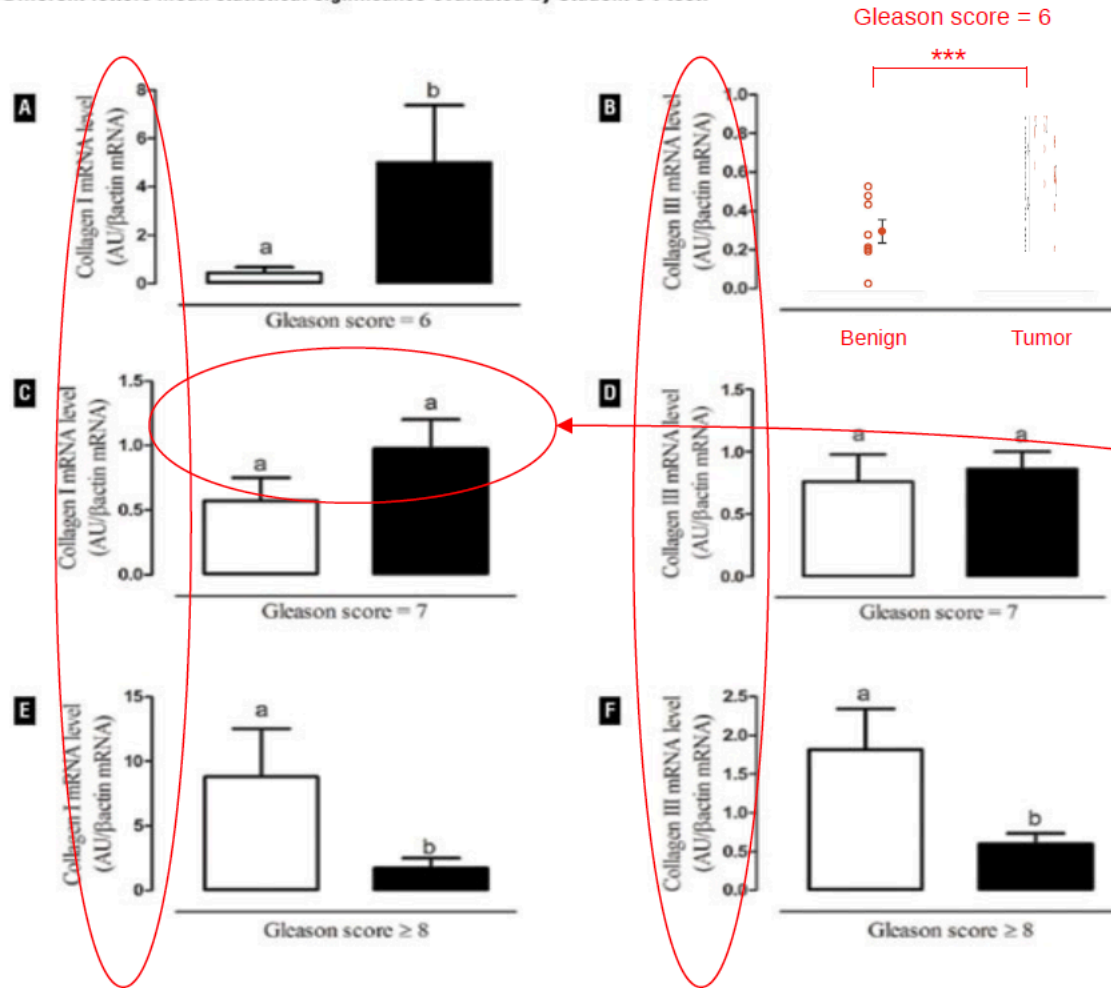 Gleason score = 6
***
A
Collagen I mRNA level
(AU/βactin mRNA)
8
6
4
2
0
a
b
Gleason score = 6
B
Collagen III mRNA level
(AU/βactin mRNA)
1.0
0.8
0.6
0.4
0.2
0.0
Benign
Tumor
C
Collagen I mRNA level
(AU/βactin mRNA)
1.5
1.0
0.5
0.0
a
a
Gleason score = 7
D
Collagen III mRNA level
(AU/βactin mRNA)
1.5
1.0
0.5
0.0
a
a
Gleason score = 7
E
Collagen I mRNA level
(AU/βactin mRNA)
15
10
5
0
a
b
Gleason score ≥ 8
F
Collagen III mRNA level
(AU/βactin mRNA)
2.5
2.0
1.5
1.0
0.5
0.0
a
b
Gleason score ≥ 8